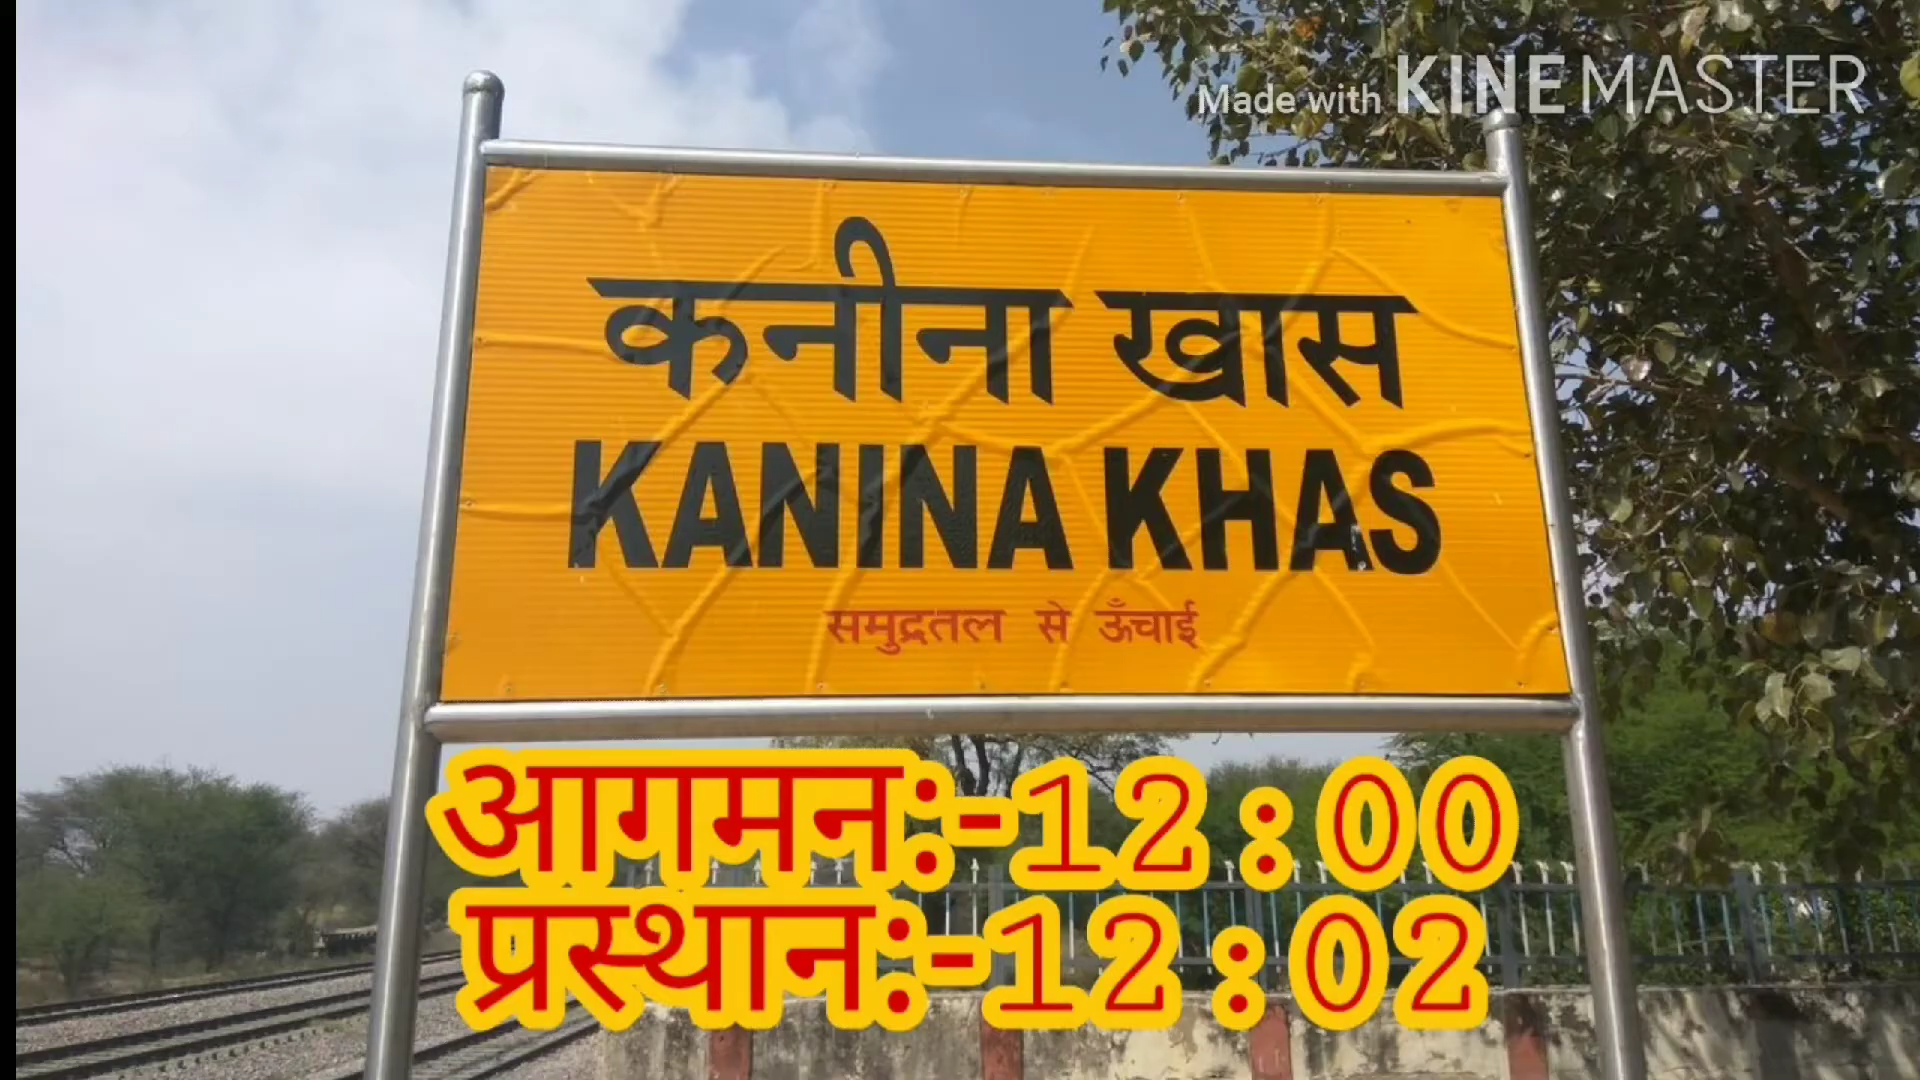 Made with KINEMASTER
कनीना खास
KANINA KHAS
समुद्रतल से ऊँचाई
आगमन:-12:00
प्रस्थान:-12:02